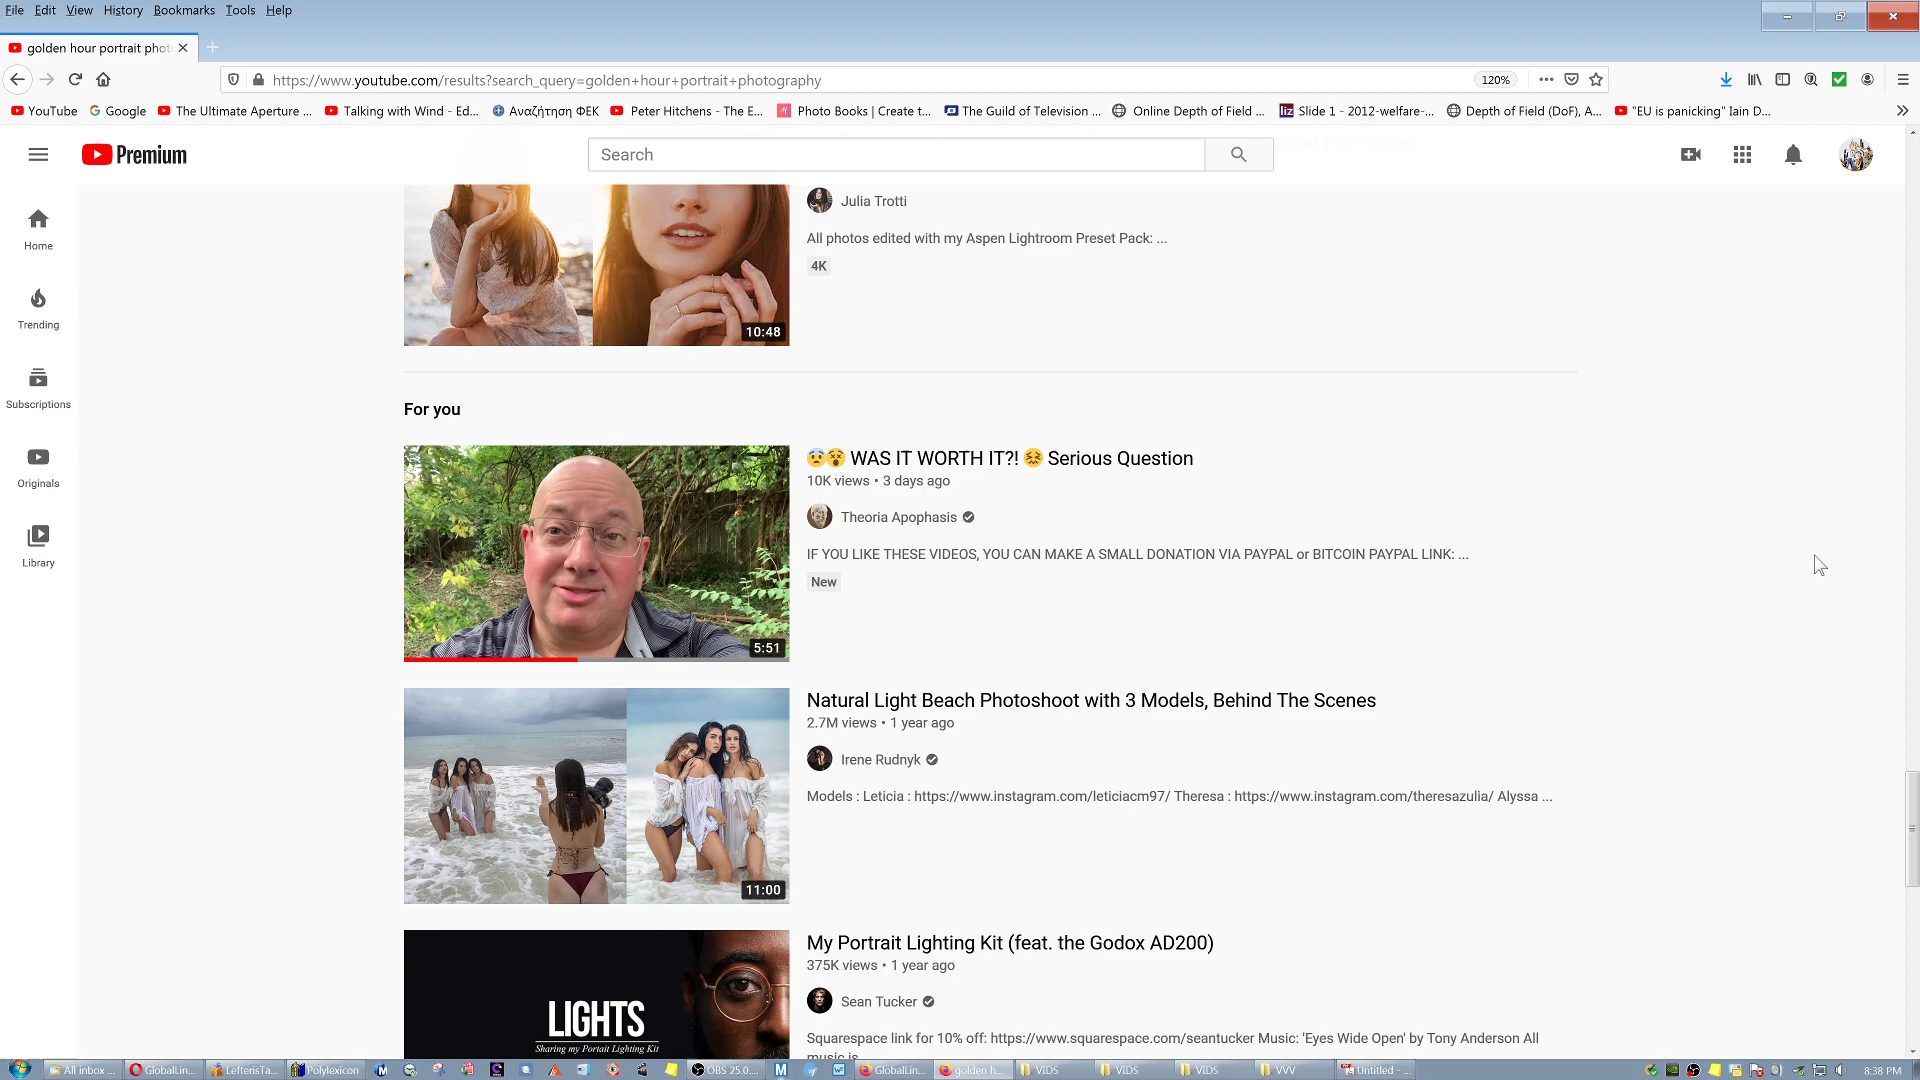 File Edit View History Bookmarks Tools Help
golden hour portrait phot
https://www.youtube.com/results?search_query=golden+hour+portrait+photography 120%
YouTube Google The Ultimate Aperture ... Talking with Wind - Ed... Αναζήτηση ΦΕΚ Peter Hitchens - The E... Photo Books | Create t... The Guild of Television ... Online Depth of Field ... liz Slide 1 - 2012-welfare-... Depth of Field (DoF), A... "EU is panicking" Iain D...
Premium
Search
Home
Trending
Subscriptions
Originals
Library
Julia Trotti
All photos edited with my Aspen Lightroom Preset Pack: ...
4K
10:48
For you
WAS IT WORTH IT?! Serious Question
10K views • 3 days ago
Theoria Apophasis
IF YOU LIKE THESE VIDEOS, YOU CAN MAKE A SMALL DONATION VIA PAYPAL or BITCOIN PAYPAL LINK: ...
New
5:51
Natural Light Beach Photoshoot with 3 Models, Behind The Scenes
2.7M views • 1 year ago
Irene Rudnyk
Models : Leticia : https://www.instagram.com/leticiacm97/ Theresa : https://www.instagram.com/theresazulia/ Alyssa ...
11:00
My Portrait Lighting Kit (feat. the Godox AD200)
375K views • 1 year ago
Sean Tucker
Squarespace link for 10% off: https://www.squarespace.com/seantucker Music: 'Eyes Wide Open' by Tony Anderson All
music is
LIGHTS
Sharing my Portait Lighting Kit
All inbox ... GlobalLin... LefterisTa... Polylexicon OBS 25.0.... GlobalLin... golden h... VIDS VIDS VIDS VVV Untitled - ... 8:38 PM